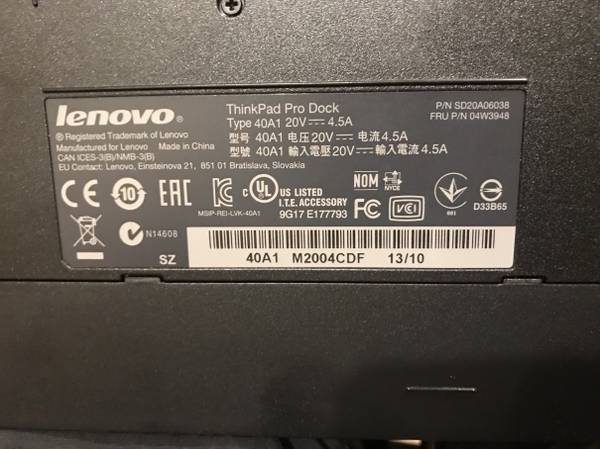 lenovo®
ThinkPad Pro Dock
Type 40A1 20V⎓4.5A
P/N SD20A06038
FRU P/N 04W3948
® Registered Trademark of Lenovo
Manufactured for Lenovo Made in China
CAN ICES-3(B)/NMB-3(B)
EU Contact: Lenovo, Einsteinova 21, 851 01 Bratislava, Slovakia
型号 40A1 电压20V⎓电流4.5A
型號 40A1 輸入電壓20V⎓輸入電流4.5A
CE 10 EAC
MSIP-REI-LVK-40A1
C UL US LISTED
I.T.E. ACCESSORY
9G17 E177793
NOM NYCE
FC VCI
001
D33B65
N14608
SZ
40A1 M2004CDF 13/10